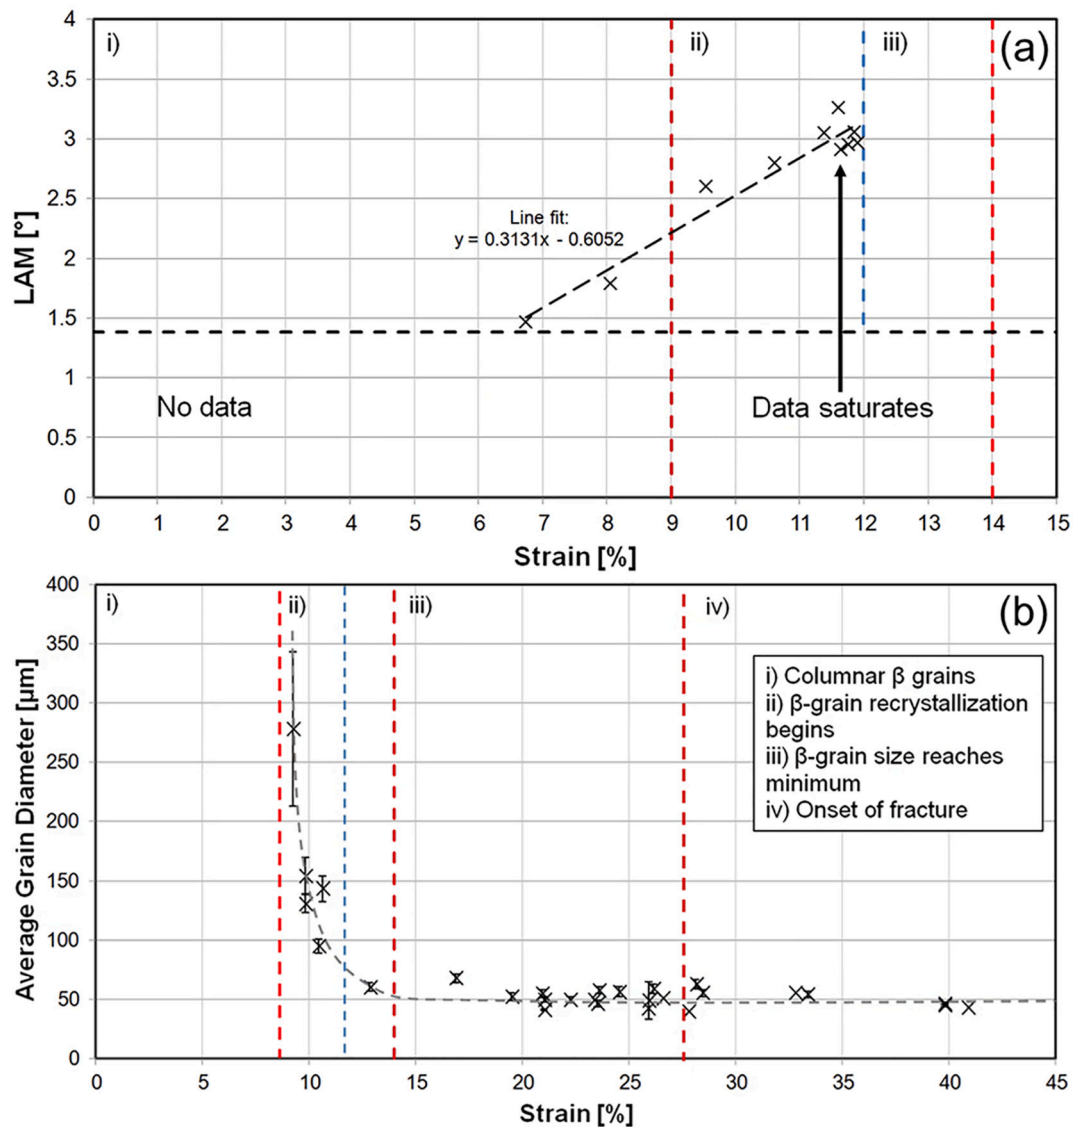 4
3.5
3
2.5
2
1.5
1
0.5
0
LAM [°]
i)
ii)
iii)
(a)
Line fit:
y = 0.3131x - 0.6052
No data
Data saturates
0 1 2 3 4 5 6 7 8 9 10 11 12 13 14 15
Strain [%]
400
350
300
250
200
150
100
50
0
Average Grain Diameter [µm]
i)
ii)
iii)
iv)
(b)
i) Columnar β grains
ii) β-grain recrystallization
begins
iii) β-grain size reaches
minimum
iv) Onset of fracture
0 5 10 15 20 25 30 35 40 45
Strain [%]